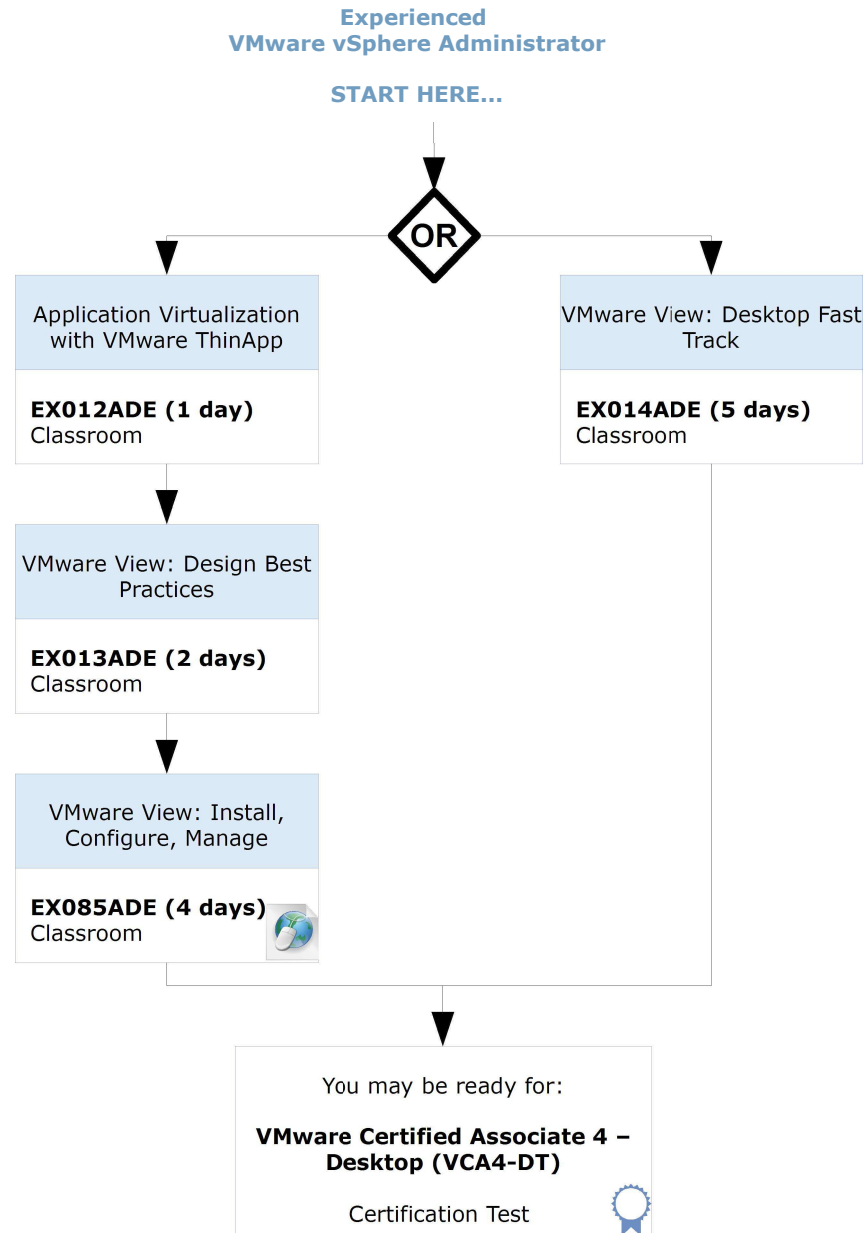 Experienced
VMware vSphere Administrator
START HERE...
OR
Application Virtualization
with VMware ThinApp
EX012ADE (1 day)
Classroom
VMware View: Desktop Fast
Track
EX014ADE (5 days)
Classroom
VMware View: Design Best
Practices
EX013ADE (2 days)
Classroom
VMware View: Install,
Configure, Manage
EX085ADE (4 days)
Classroom
You may be ready for:
VMware Certified Associate 4 –
Desktop (VCA4-DT)
Certification Test